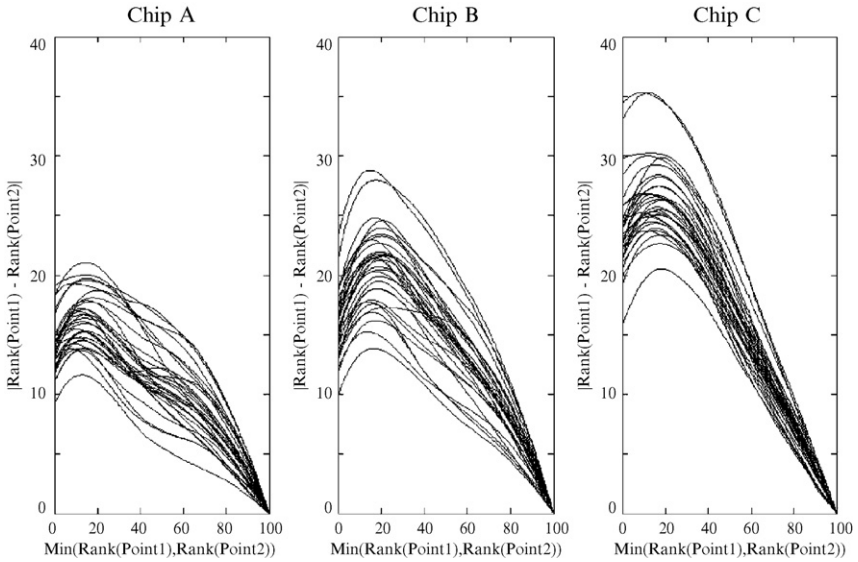 Chip A
Chip B
Chip C
|Rank(Point1) - Rank(Point2)|
40
30
20
10
0
0 20 40 60 80 100
Min(Rank(Point1),Rank(Point2))
|Rank(Point1) - Rank(Point2)|
40
30
20
10
0
0 20 40 60 80 100
Min(Rank(Point1),Rank(Point2))
|Rank(Point1) - Rank(Point2)|
40
30
20
10
0
0 20 40 60 80 100
Min(Rank(Point1),Rank(Point2))